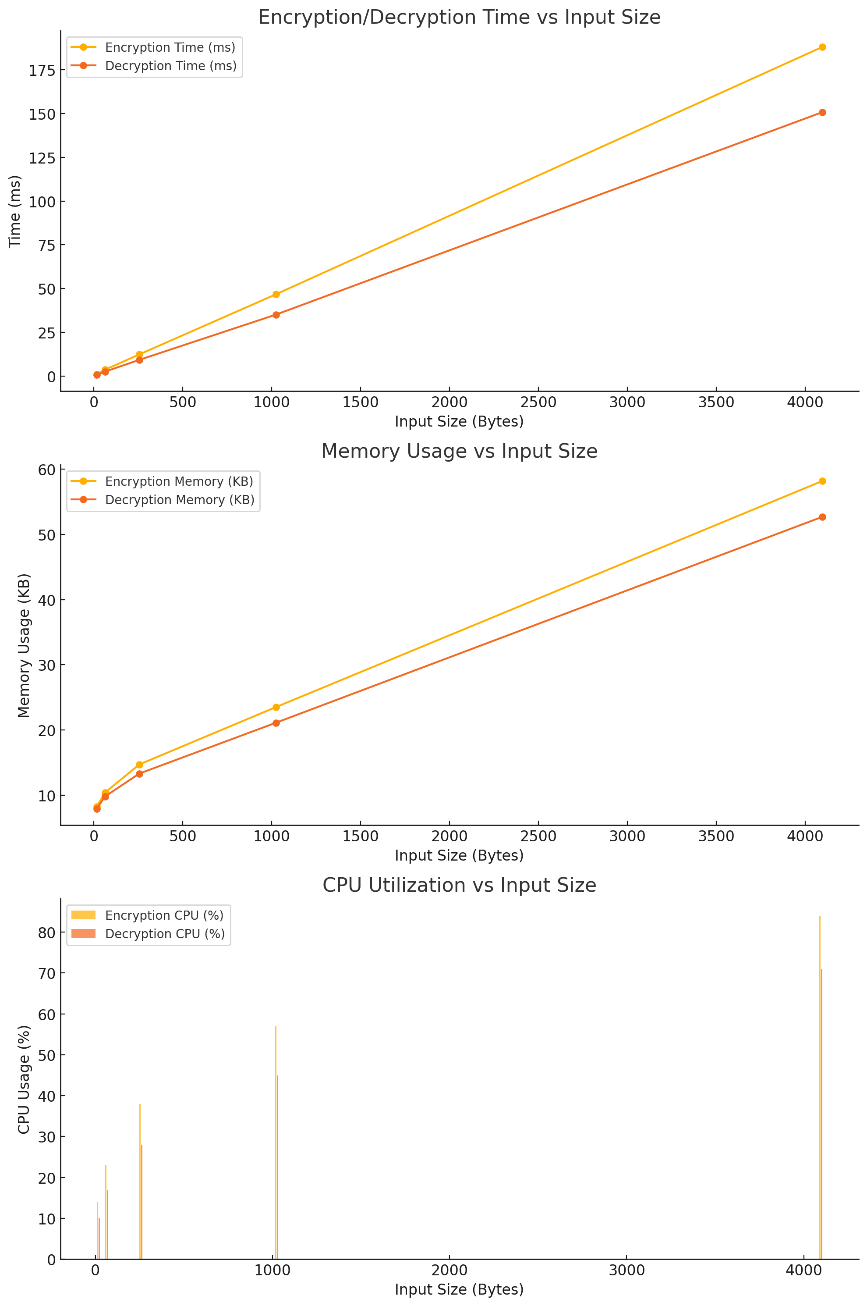 Encryption/Decryption Time vs Input Size
Encryption Time (ms)
Decryption Time (ms)
175
150
125
100
75
50
25
0
Time (ms)
0 500 1000 1500 2000 2500 3000 3500 4000
Input Size (Bytes)
Memory Usage vs Input Size
Encryption Memory (KB)
Decryption Memory (KB)
60
50
40
30
20
10
Memory Usage (KB)
0 500 1000 1500 2000 2500 3000 3500 4000
Input Size (Bytes)
CPU Utilization vs Input Size
Encryption CPU (%)
Decryption CPU (%)
80
70
60
50
40
30
20
10
0
CPU Usage (%)
0 1000 2000 3000 4000
Input Size (Bytes)